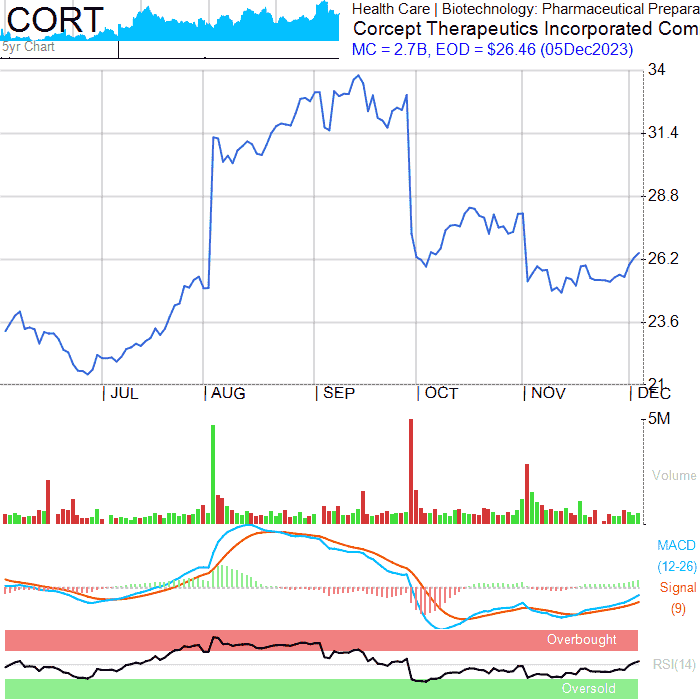 CORT
5yr Chart
Health Care | Biotechnology: Pharmaceutical Prepara
Corcept Therapeutics Incorporated Com
MC = 2.7B, EOD = $26.46 (05Dec2023)
34
31.4
28.8
26.2
23.6
21
JUL
AUG
SEP
OCT
NOV
DEC
5M
Volume
MACD
(12-26)
Signal
(9)
Overbought
RSI(14)
Oversold